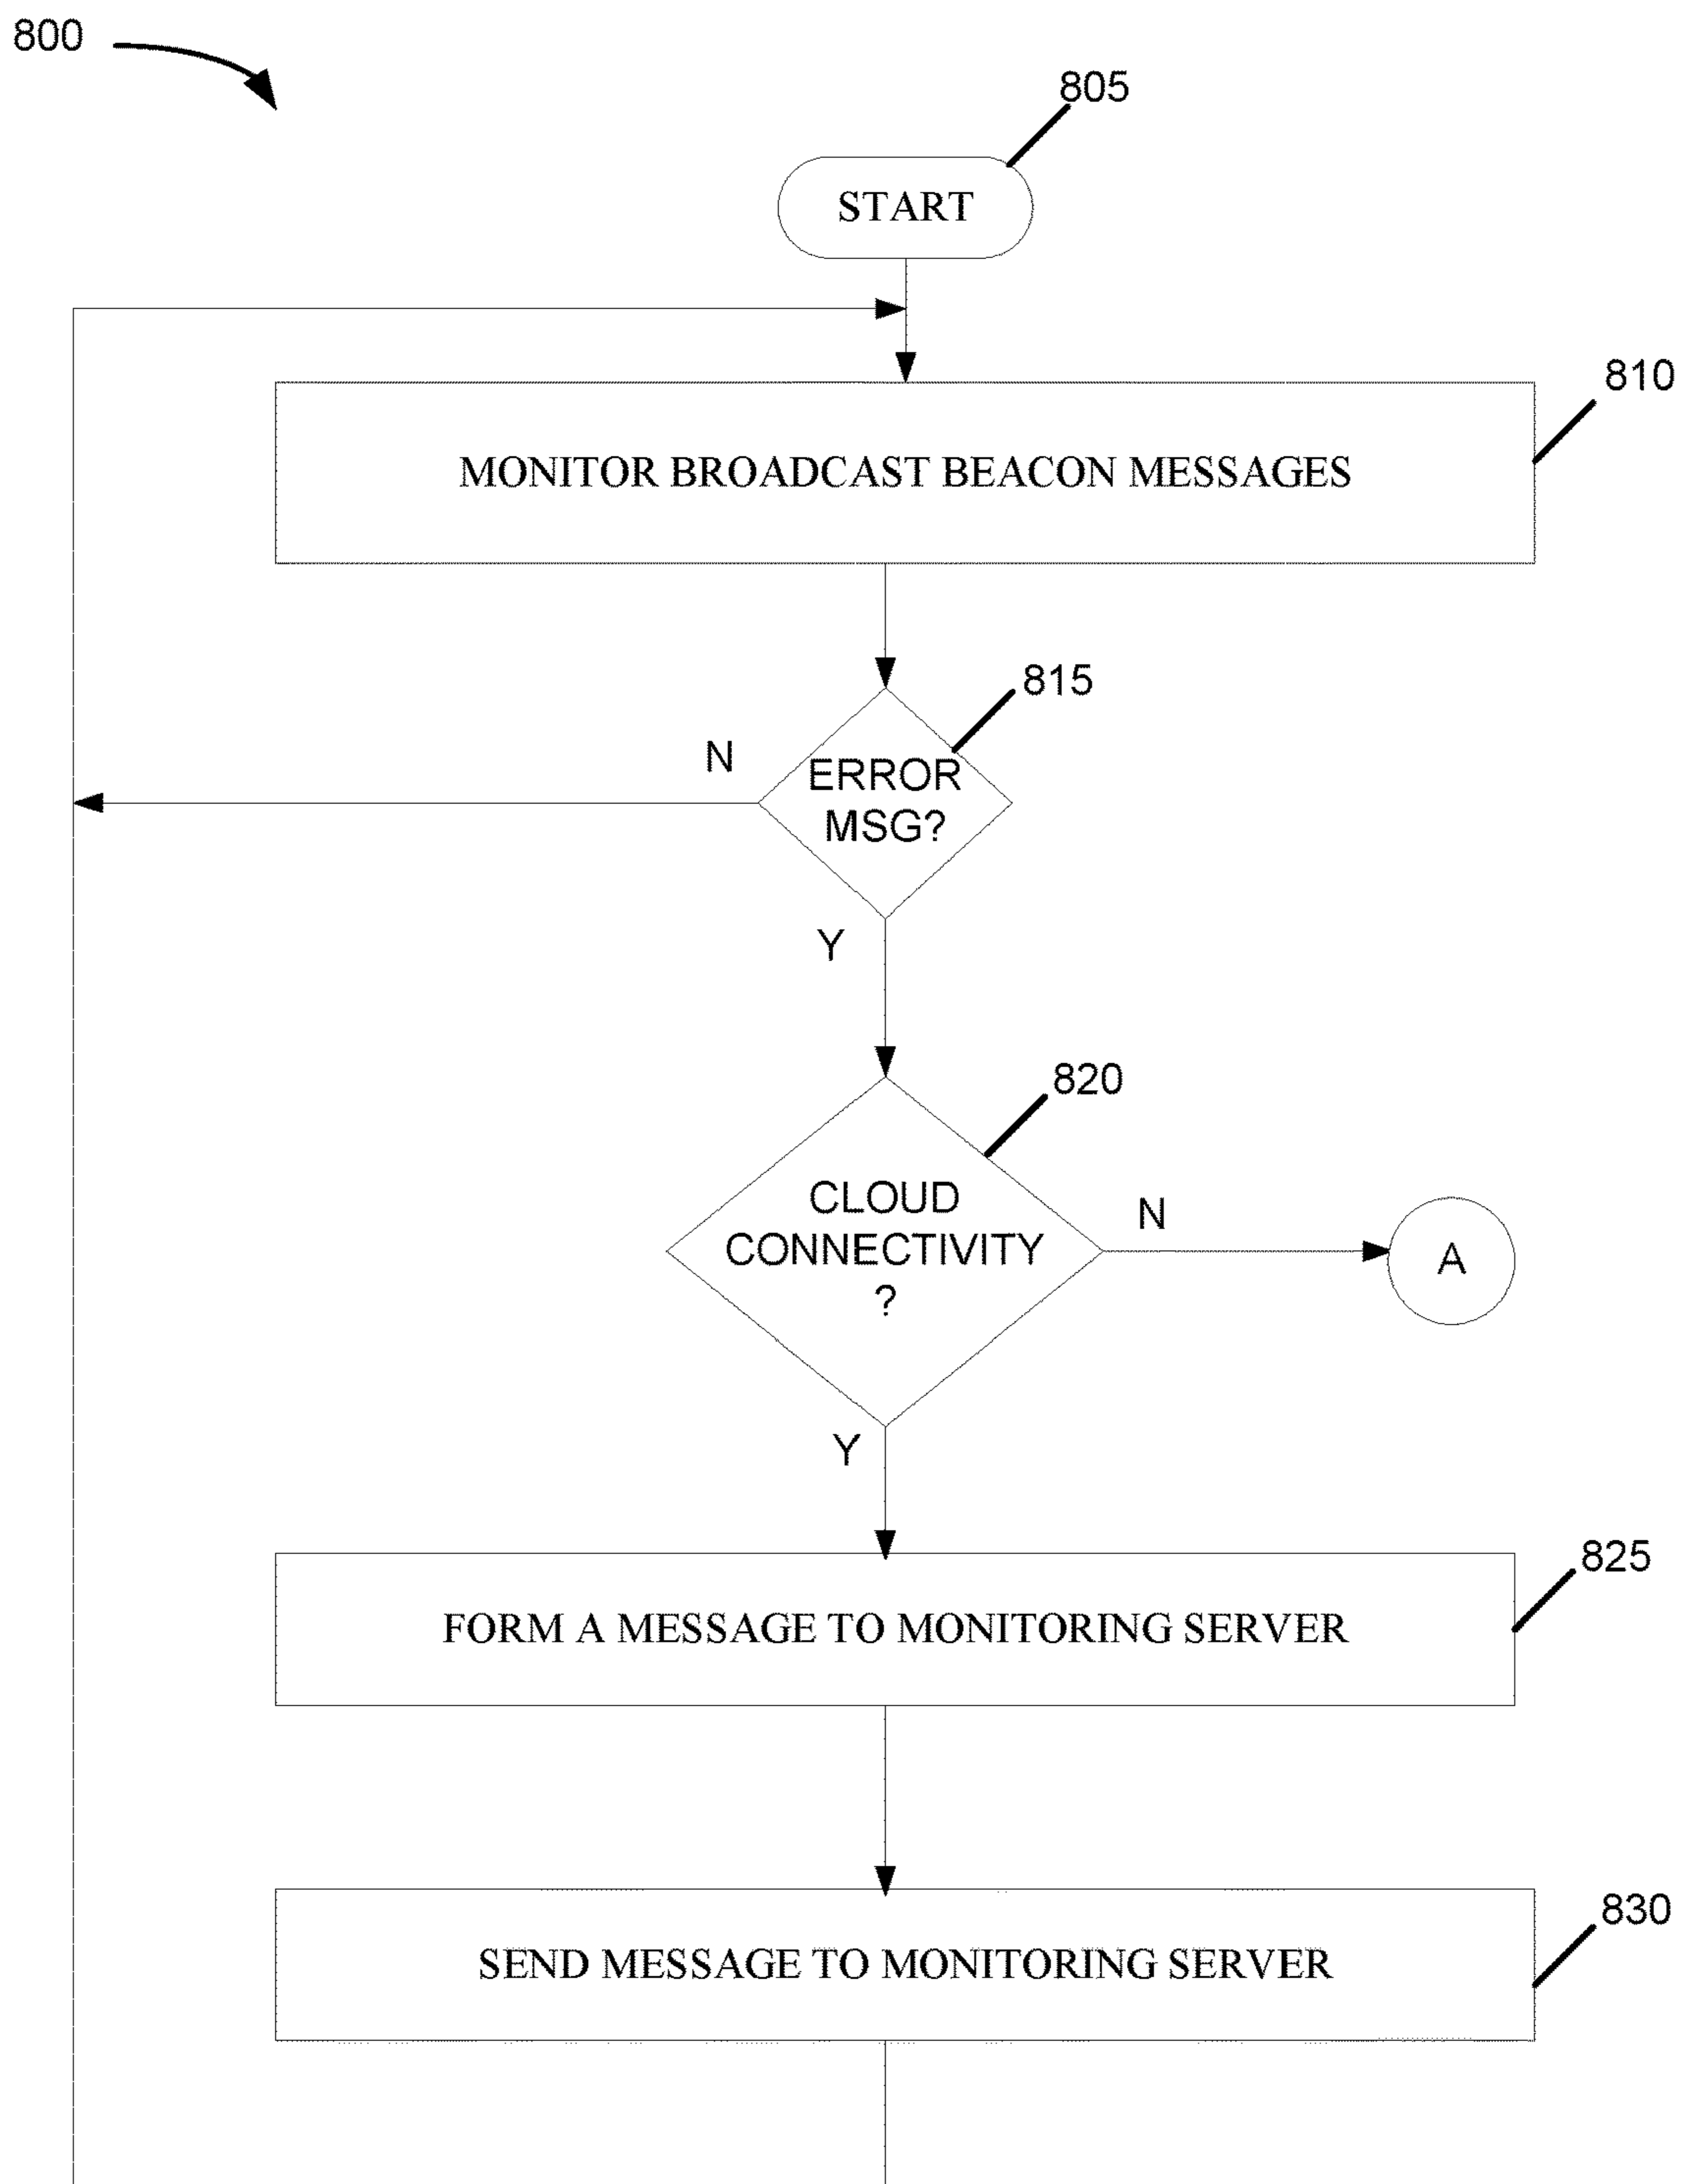 800
805
START
810
MONITOR BROADCAST BEACON MESSAGES
815
N
ERROR
MSG?
Y
820
CLOUD
CONNECTIVITY
?
N
A
Y
825
FORM A MESSAGE TO MONITORING SERVER
830
SEND MESSAGE TO MONITORING SERVER